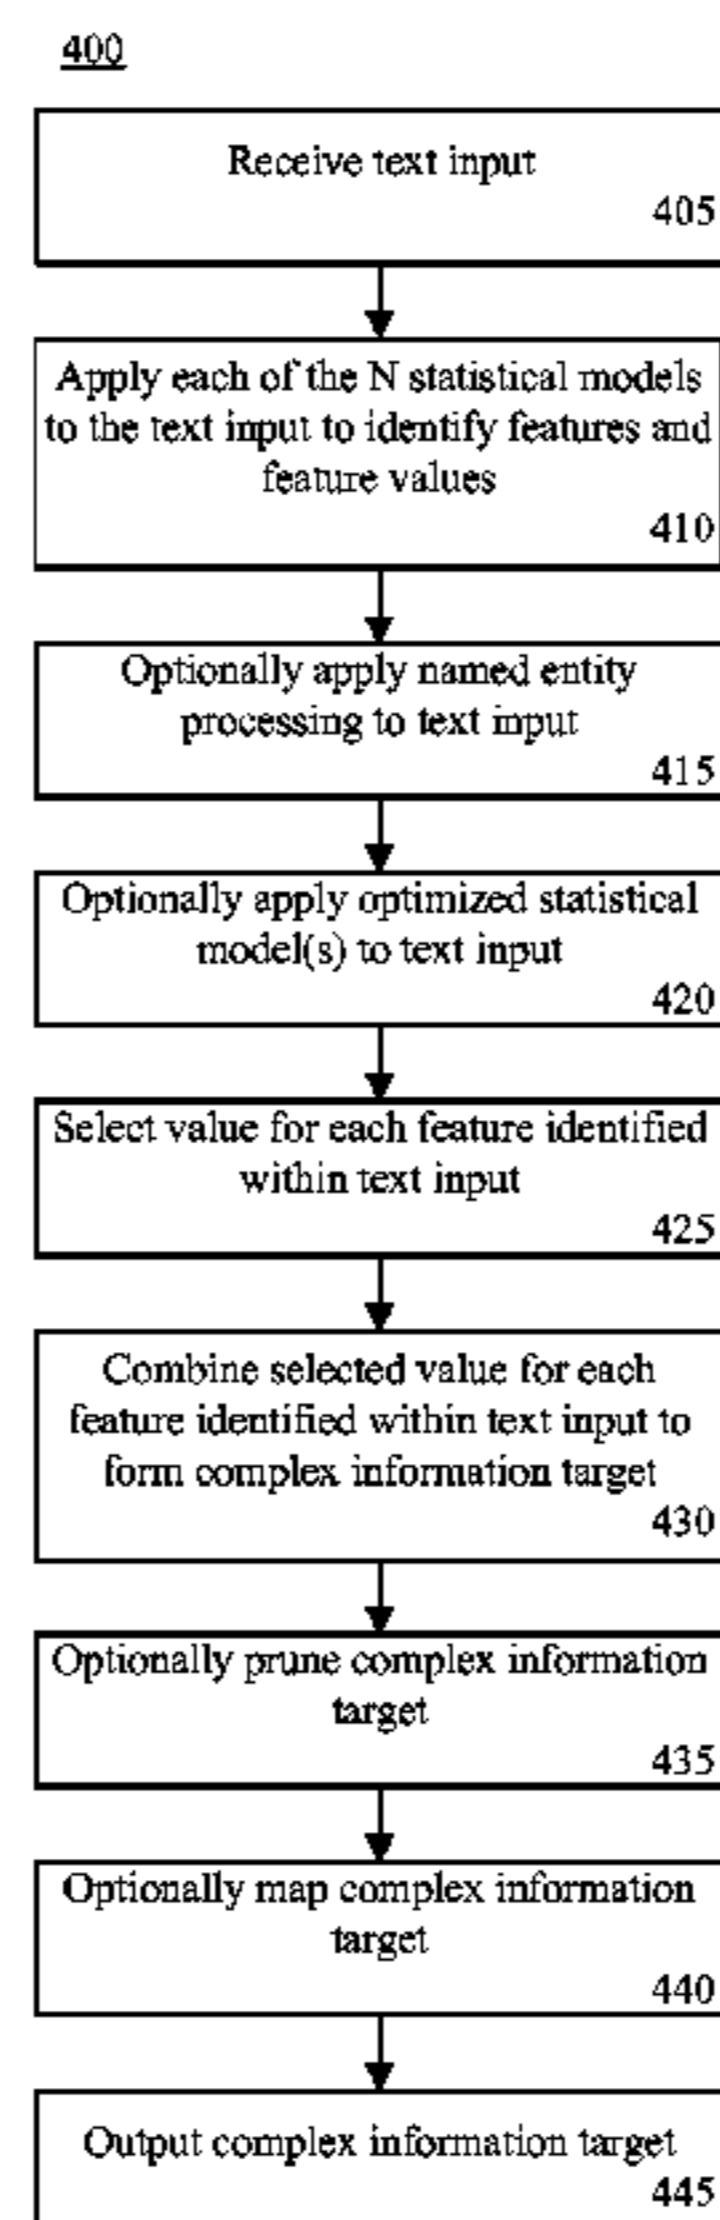 400
Receive text input
405
Apply each of the N statistical models
to the text input to identify features and
feature values
410
Optionally apply named entity
processing to text input
415
Optionally apply optimized statistical
model(s) to text input
420
Select value for each feature identified
within text input
425
Combine selected value for each
feature identified within text input to
form complex information target
430
Optionally prune complex information
target
435
Optionally map complex information
target
440
Output complex information target
445